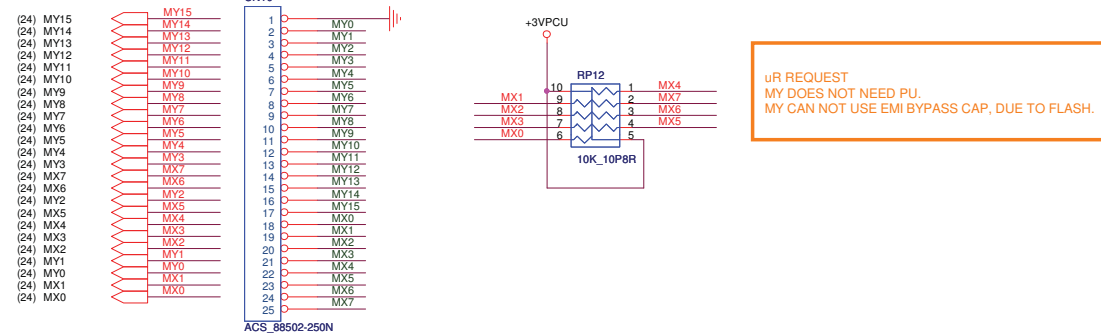 (24) MY15 MY15
(24) MY14 MY14
(24) MY13 MY13
(24) MY12 MY12
(24) MY11 MY11
(24) MY10 MY10
(24) MY9 MY9
(24) MY8 MY8
(24) MY7 MY7
(24) MY6 MY6
(24) MY5 MY5
(24) MY4 MY4
(24) MY3 MY3
(24) MX7 MX7
(24) MX6 MX6
(24) MY2 MY2
(24) MX5 MY5
(24) MX4 MX4
(24) MX3 MX3
(24) MX2 MX2
(24) MY1 MY1
(24) MY0 MY0
(24) MX1 MX1
(24) MX0 MX0
1
2 MY0
3 MY1
4 MY2
5 MY3
6 MY4
7 MY5
8 MY6
9 MY7
10 MY8
11 MY9
12 MY10
13 MY11
14 MY12
15 MY13
16 MY14
17 MY15
18 MX0
19 MX1
20 MX2
21 MX3
22 MX4
23 MX5
24 MX6
25 MX7
ACS_88502-250N
+3VPCU
RP12
10 1 MX4
MX1 9 2 MX7
MX2 8 3 MX6
MX3 7 4 MX5
MX0 6 5
10K_10P8R
uR REQUEST
MY DOES NOT NEED PU.
MY CAN NOT USE EMI BYPASS CAP, DUE TO FLASH.